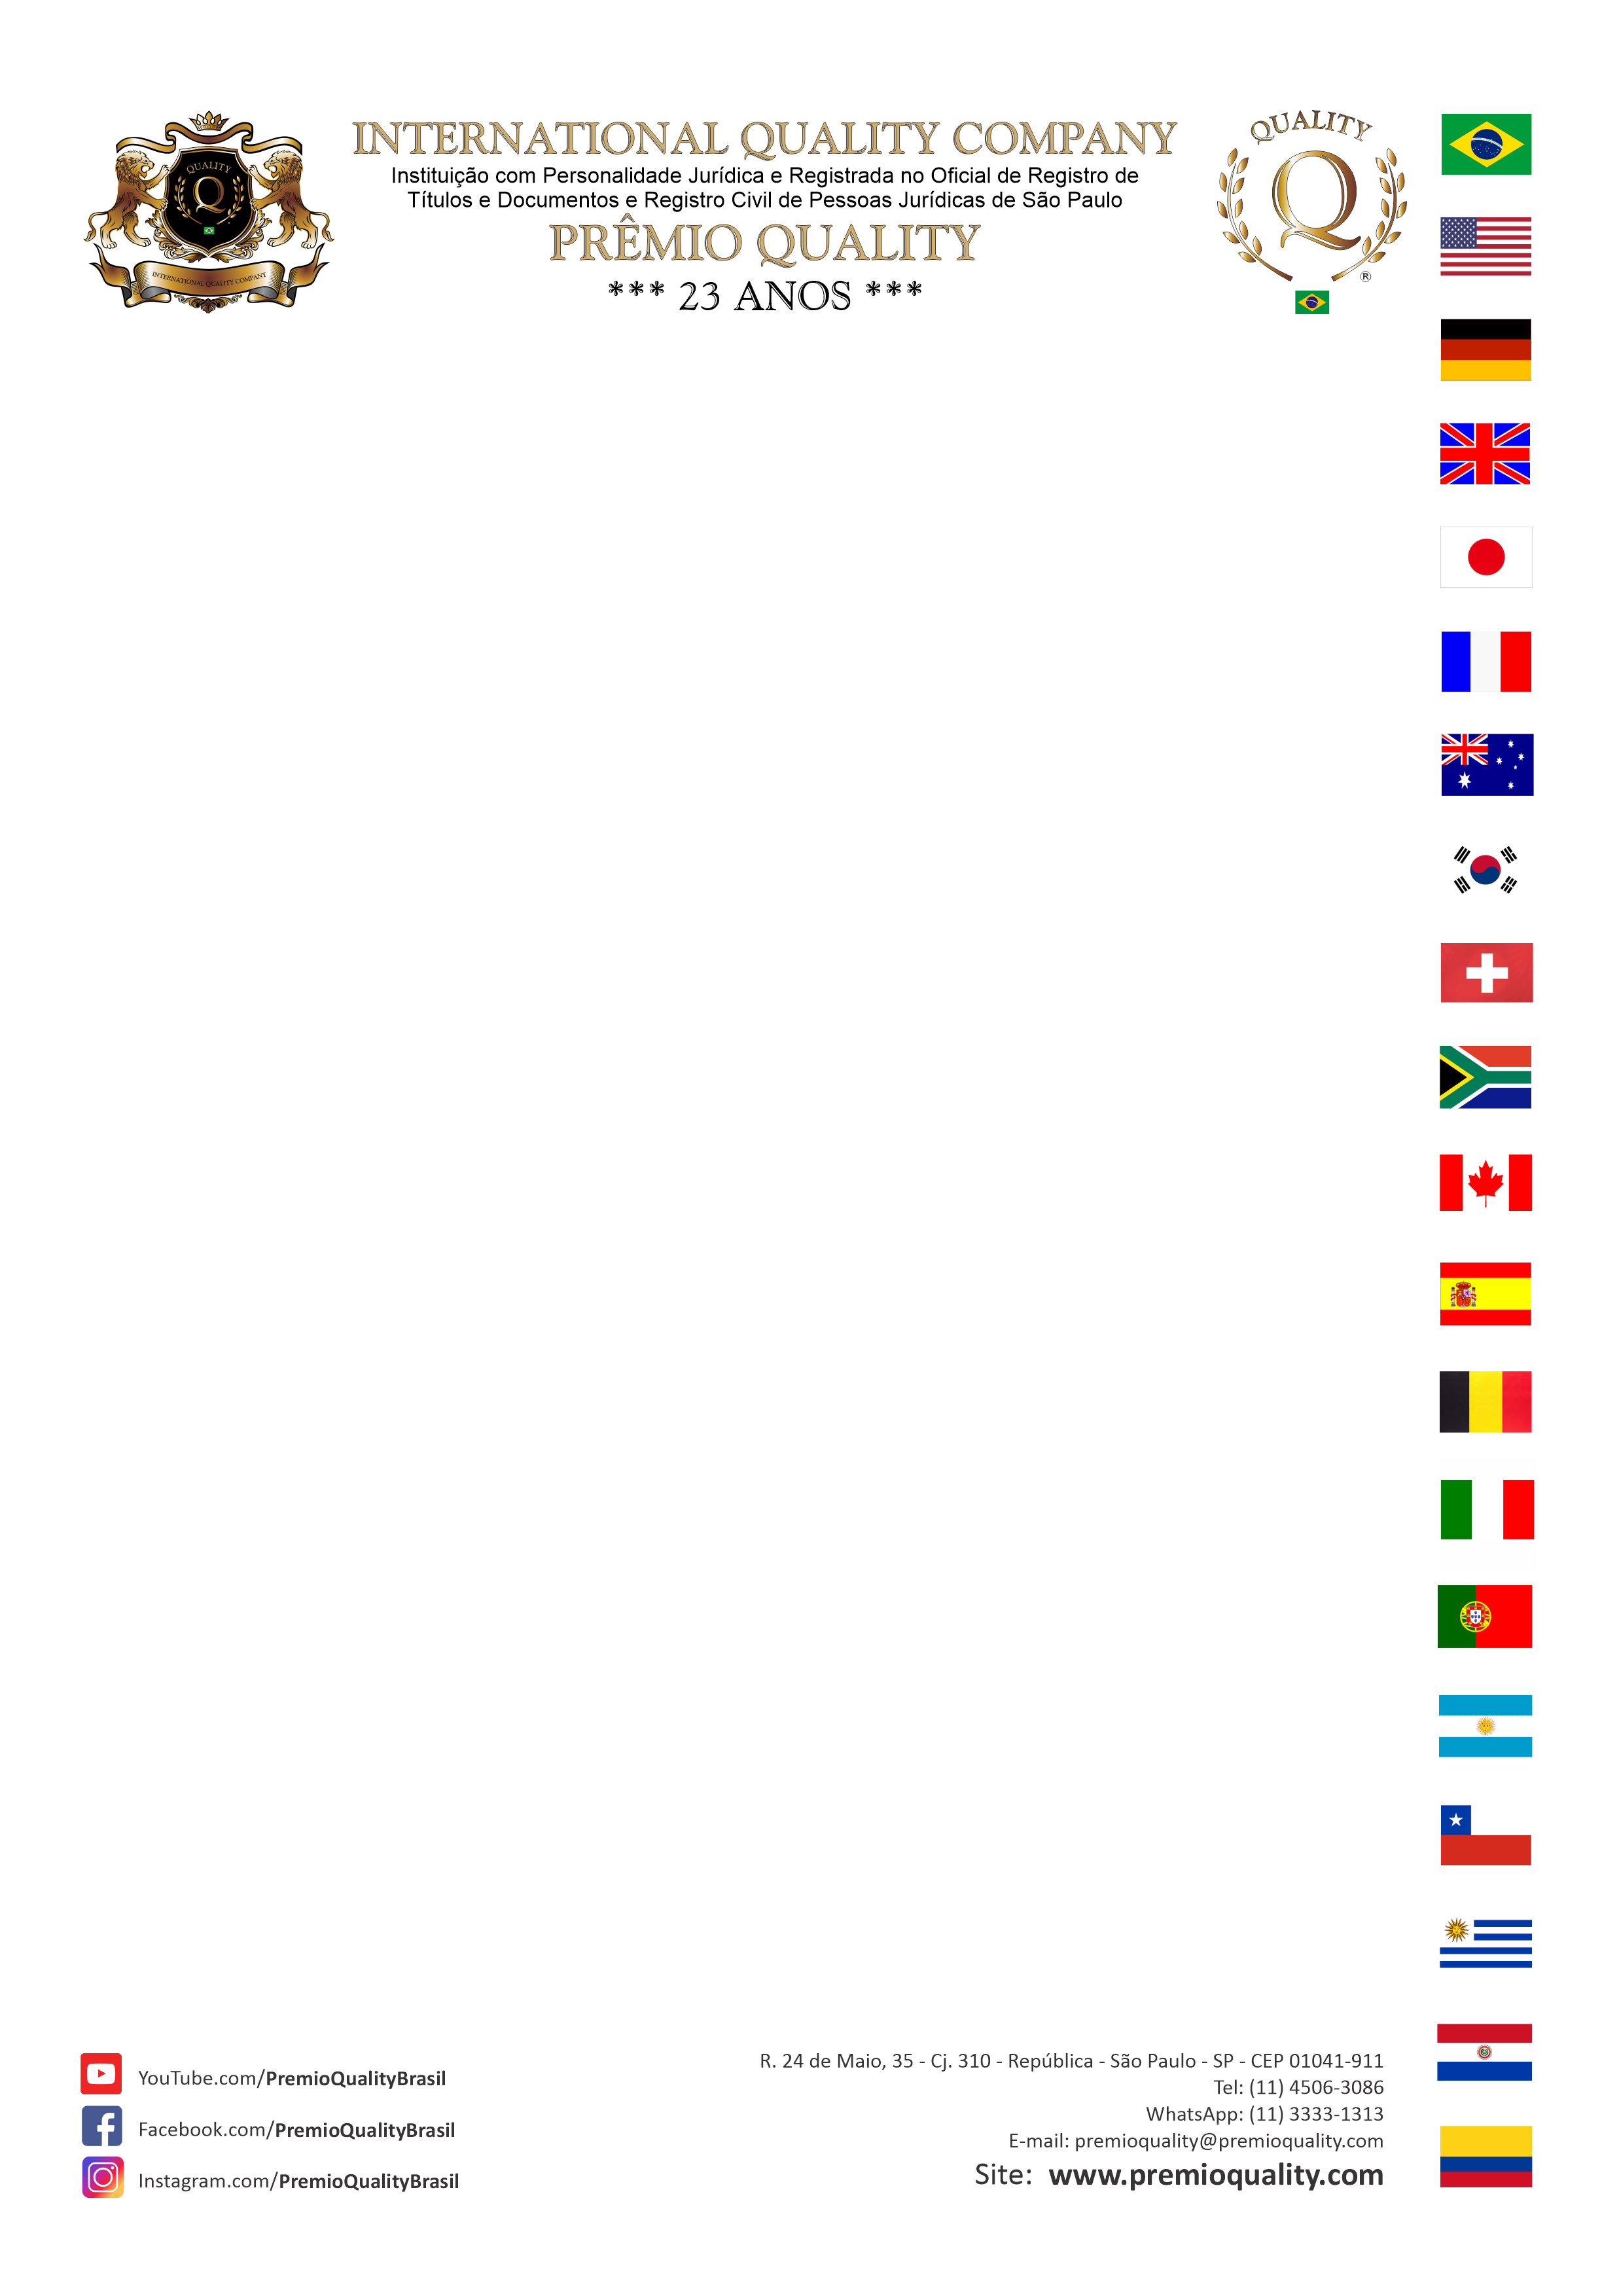 QUALITY
Q
INTERNATIONAL QUALITY COMPANY
INTERNATIONAL QUALITY COMPANY
Instituição com Personalidade Jurídica e Registrada no Oficial de Registro de
Títulos e Documentos e Registro Civil de Pessoas Jurídicas de São Paulo
PRÊMIO QUALITY
*** 23 ANOS ***
QUALITY
Q
®
YouTube.com/PremioQualityBrasil
Facebook.com/PremioQualityBrasil
Instagram.com/PremioQualityBrasil
R. 24 de Maio, 35 - Cj. 310 - República - São Paulo - SP - CEP 01041-911
Tel: (11) 4506-3086
WhatsApp: (11) 3333-1313
E-mail: premioquality@premioquality.com
Site: www.premioquality.com